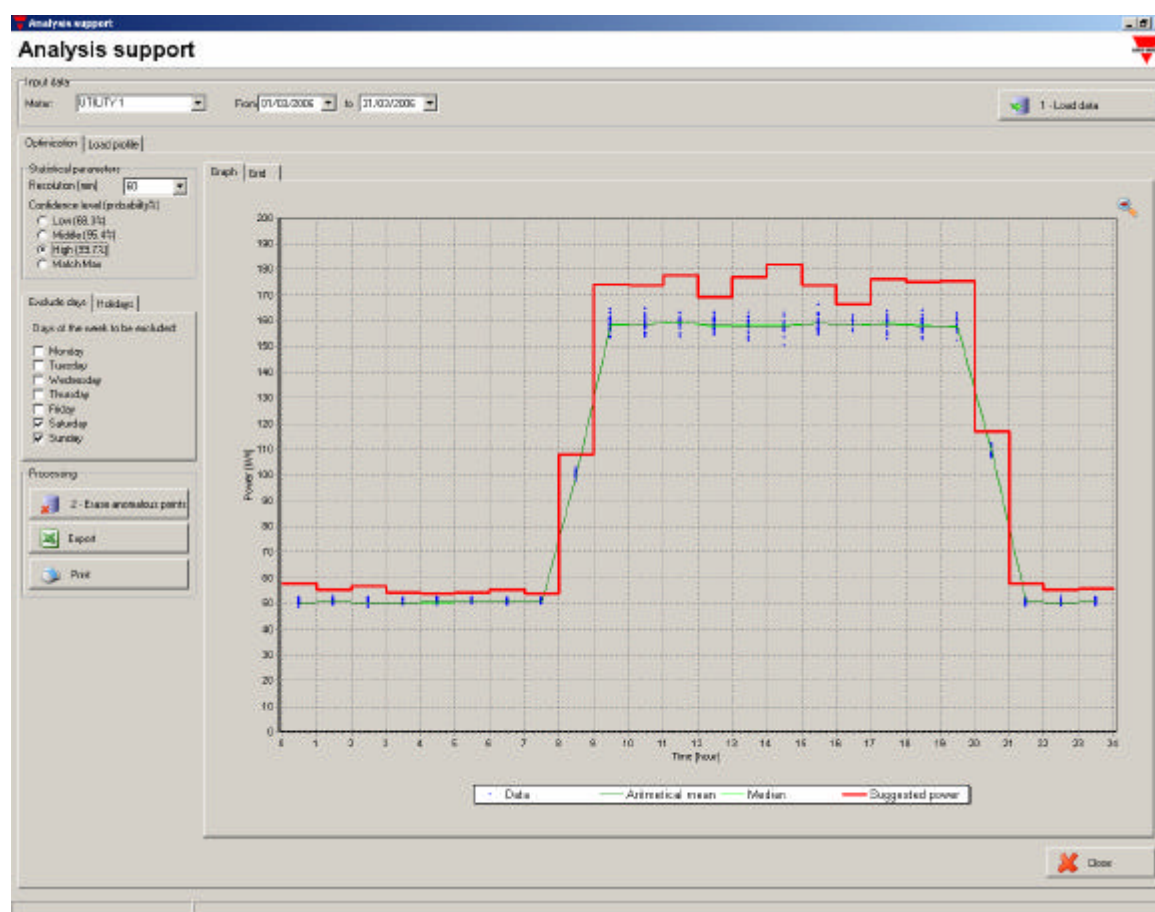 Analysis support
Analysis support
Input data
Meter: UTILITY 1 From 01/03/2006 to 31/03/2006 1 - Load data
Optimization Load profile
Statistical parameters
Resolution (min) 60
Confidence level (probability%)
Low (68.3%)
Middle (95.4%)
High (99.7%)
Match Max
Exclude days Holidays
Days of the week to be excluded:
Monday
Tuesday
Wednesday
Thursday
Friday
Saturday
Sunday
Processing
2 - Erase anomalous points
Export
Print
Graph Grid
200
190
180
170
160
150
140
130
120
110
100
90
80
70
60
50
40
30
20
10
0
Power [kW]
0 1 2 3 4 5 6 7 8 9 10 11 12 13 14 15 16 17 18 19 20 21 22 23 24
Time [hour]
Data Aritmetical mean Median Suggested power
Close